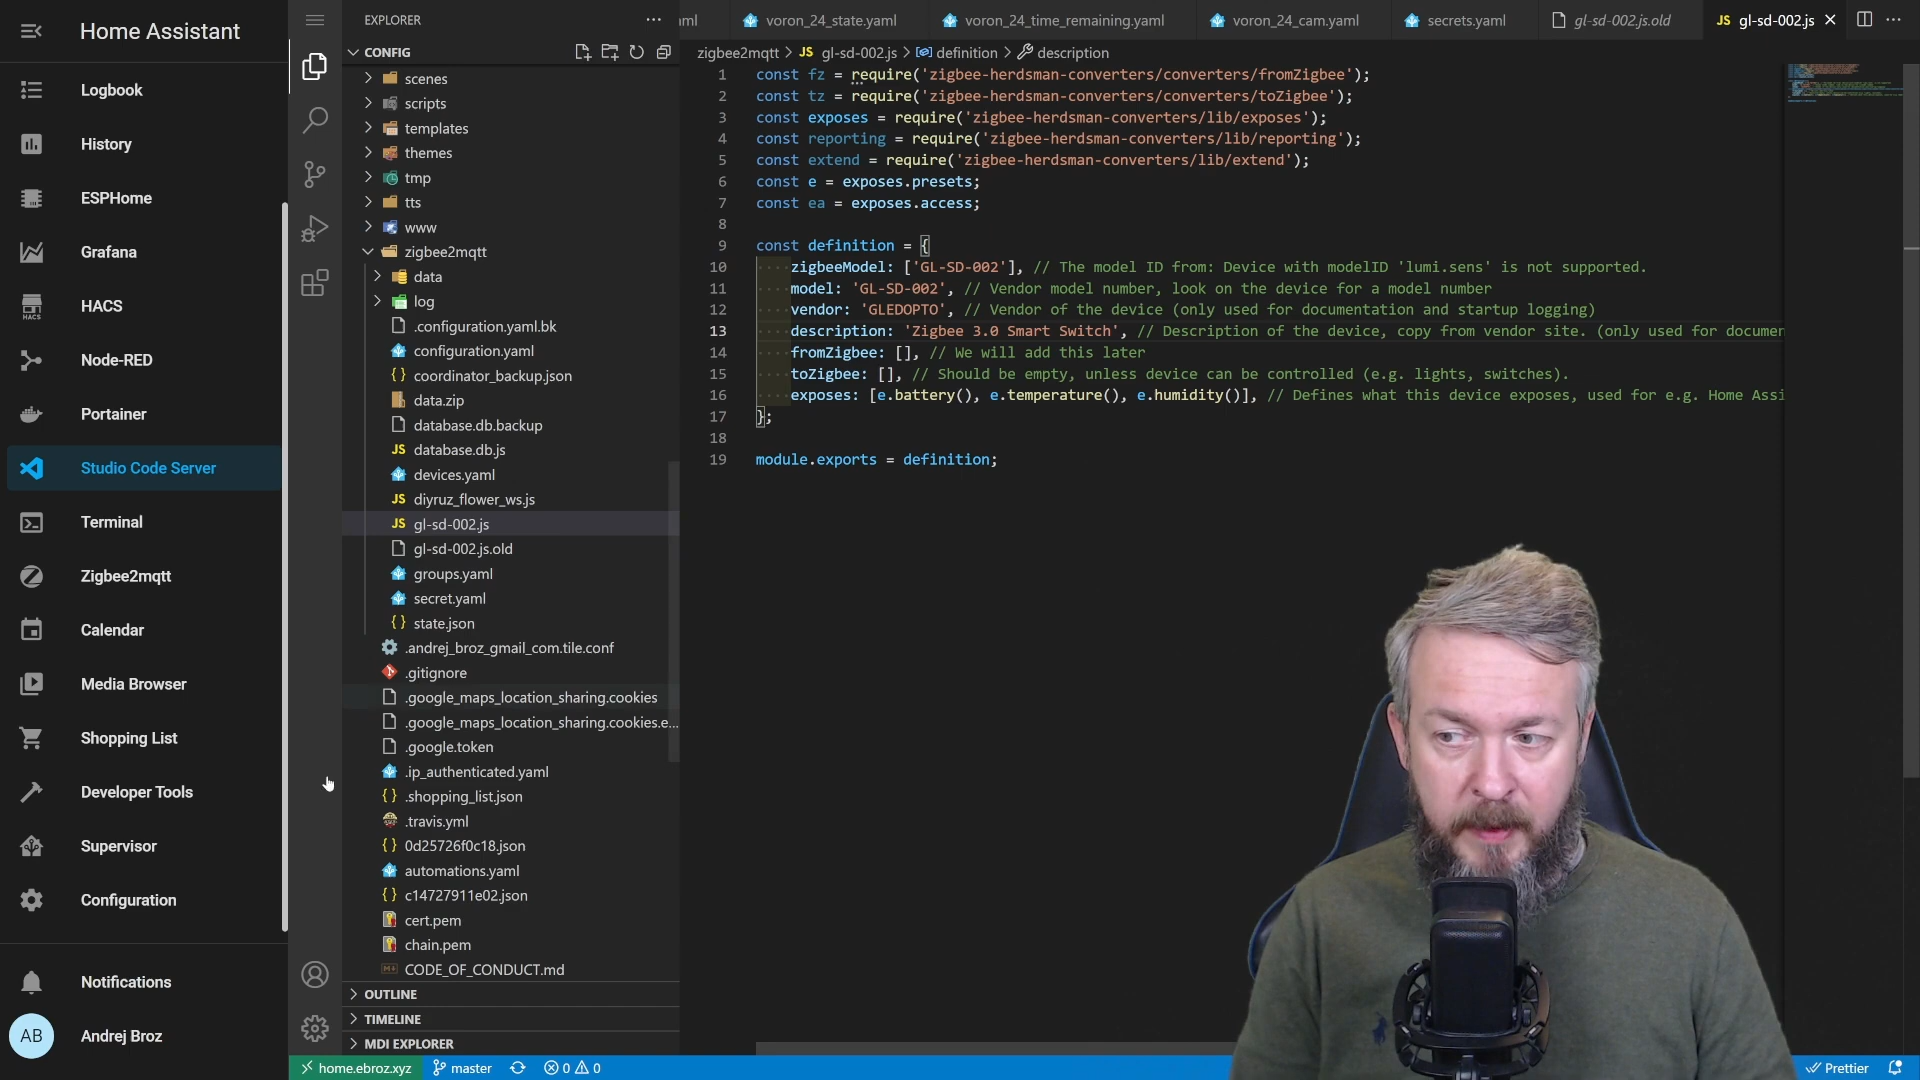 Home Assistant
Logbook
History
ESPHome
Grafana
HACS
HACS
Node-RED
Portainer
Studio Code Server
Terminal
Zigbee2mqtt
Calendar
Media Browser
Shopping List
Developer Tools
Supervisor
Configuration
Notifications
AB
Andrej Broz
EXPLORER
CONFIG
scenes
scripts
templates
themes
tmp
tts
www
zigbee2mqtt
data
log
.configuration.yaml.bk
configuration.yaml
coordinator_backup.json
data.zip
database.db.backup
JS database.db.js
devices.yaml
JS diyruz_flower_ws.js
JS gl-sd-002.js
gl-sd-002.js.old
groups.yaml
secret.yaml
{} state.json
.andrej_broz_gmail_com.tile.conf
.gitignore
.google_maps_location_sharing.cookies
.google_maps_location_sharing.cookies.e...
.google.token
.ip_authenticated.yaml
{} .shopping_list.json
.travis.yml
{} 0d25726f0c18.json
automations.yaml
{} c14727911e02.json
cert.pem
chain.pem
CODE_OF_CONDUCT.md
OUTLINE
TIMELINE
MDI EXPLORER
ml
voron_24_state.yaml
voron_24_time_remaining.yaml
voron_24_cam.yaml
secrets.yaml
gl-sd-002.js.old
JS gl-sd-002.js
zigbee2mqtt > JS gl-sd-002.js > definition > description
1 const fz = require('zigbee-herdsman-converters/converters/fromZigbee');
2 const tz = require('zigbee-herdsman-converters/converters/toZigbee');
3 const exposes = require('zigbee-herdsman-converters/lib/exposes');
4 const reporting = require('zigbee-herdsman-converters/lib/reporting');
5 const extend = require('zigbee-herdsman-converters/lib/extend');
6 const e = exposes.presets;
7 const ea = exposes.access;
8
9 const definition = {
10 zigbeeModel: ['GL-SD-002'], // The model ID from: Device with modelID 'lumi.sens' is not supported.
11 model: 'GL-SD-002', // Vendor model number, look on the device for a model number
12 vendor: 'GLEDOPTO', // Vendor of the device (only used for documentation and startup logging)
13 description: 'Zigbee 3.0 Smart Switch', // Description of the device, copy from vendor site. (only used for documen
14 fromZigbee: [], // We will add this later
15 toZigbee: [], // Should be empty, unless device can be controlled (e.g. lights, switches).
16 exposes: [e.battery(), e.temperature(), e.humidity()], // Defines what this device exposes, used for e.g. Home Assi
17 };
18
19 module.exports = definition;
home.ebroz.xyz
master
0 0
Prettier